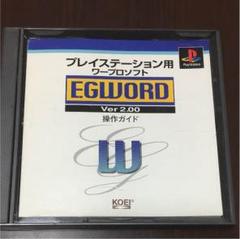 プレイステーション用
ワープロソフト
PlayStation
EGWORD
Ver 2.00
操作ガイド
EGW
KOEI